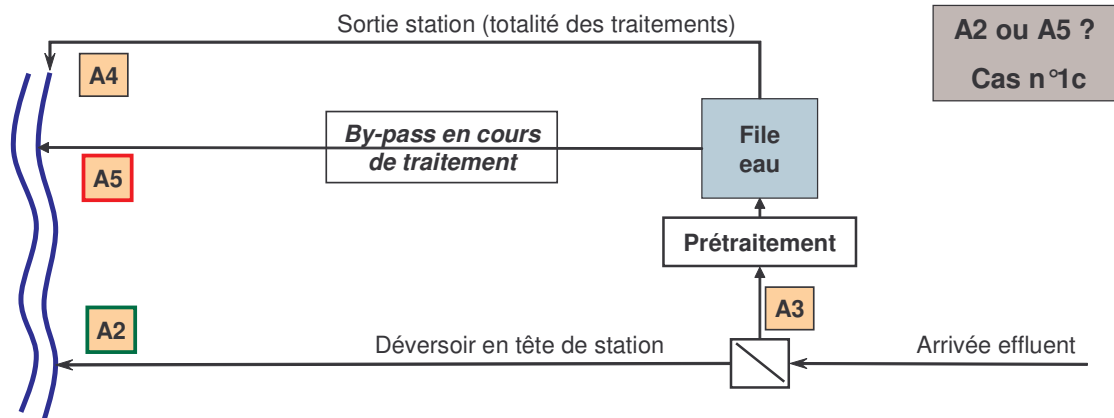 Sortie station (totalité des traitements)
A2 ou A5 ?
Cas n°1c
A4
By-pass en cours
de traitement
File
eau
A5
Prétraitement
A3
A2
Déversoir en tête de station
Arrivée effluent